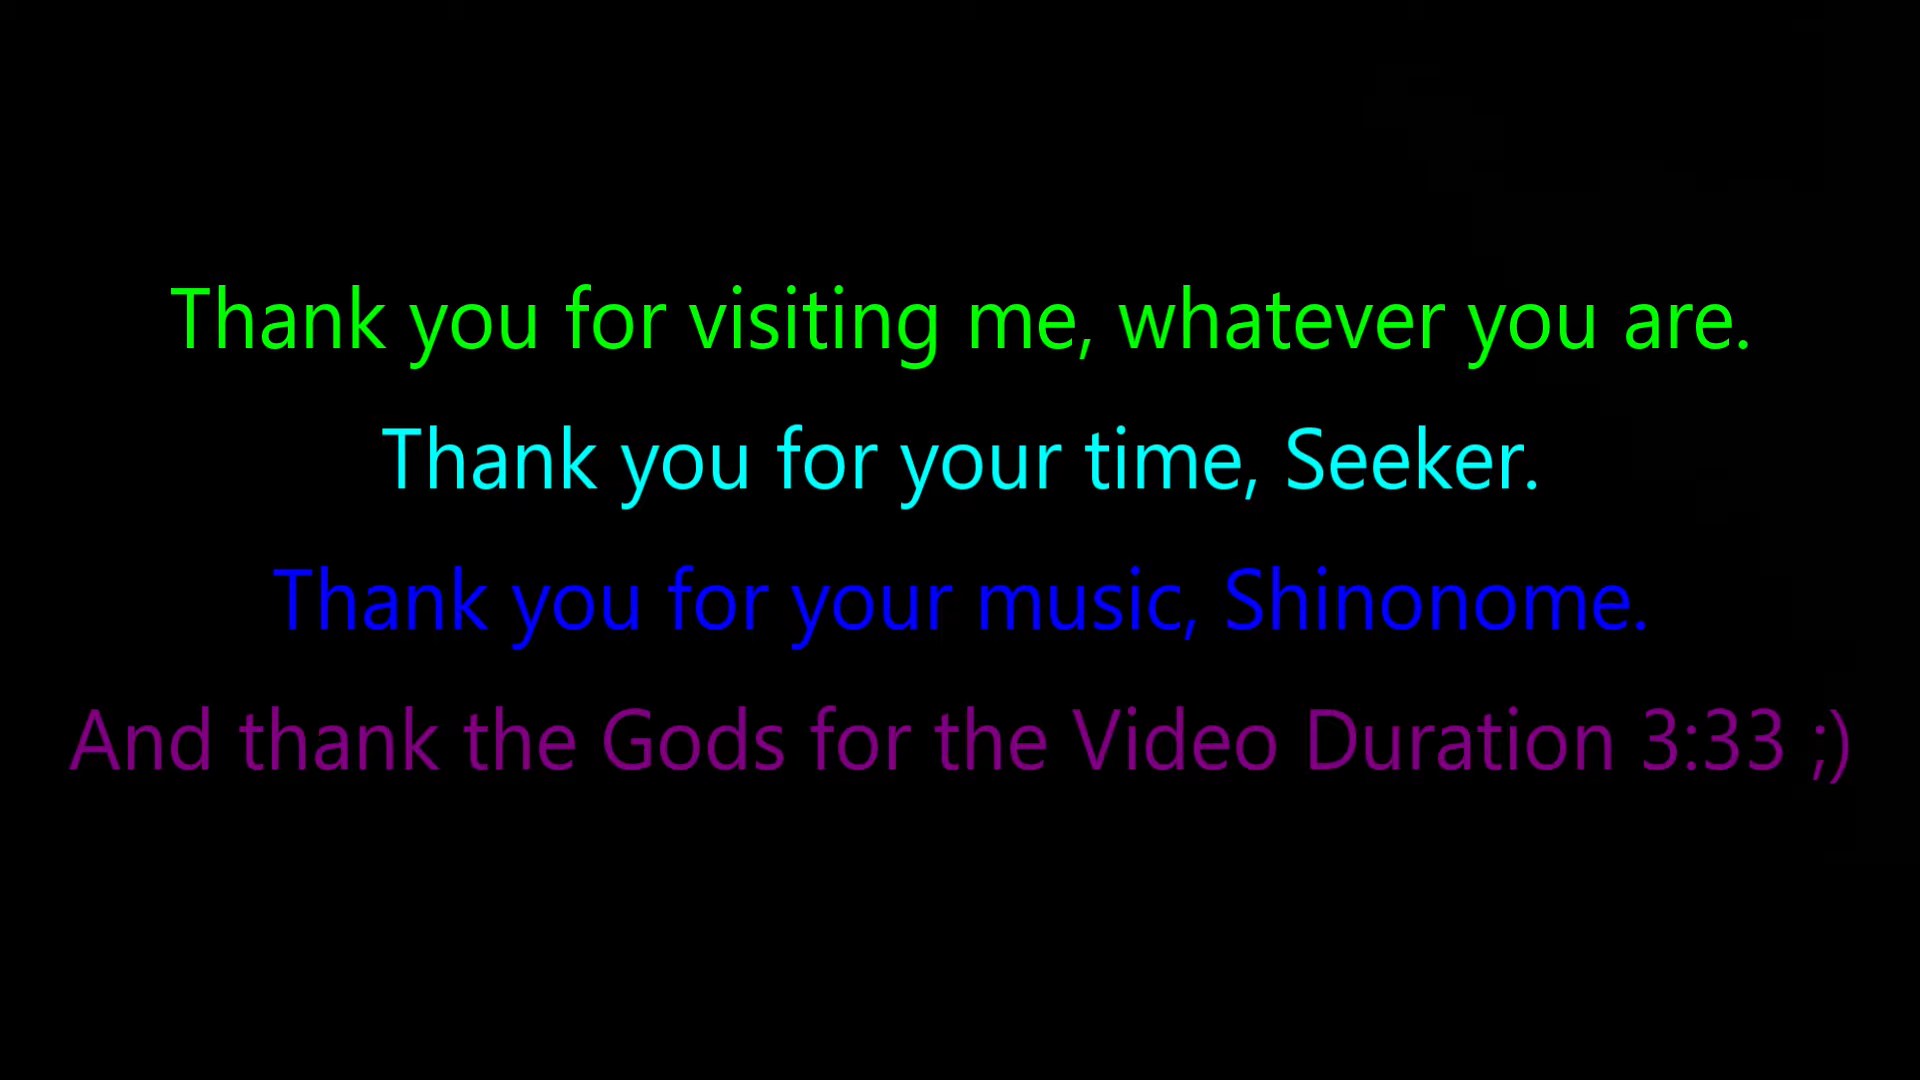 Thank you for visiting me, whatever you are.
Thank you for your time, Seeker.
Thank you for your music, Shinonome.
And thank the Gods for the Video Duration 3:33 ;)